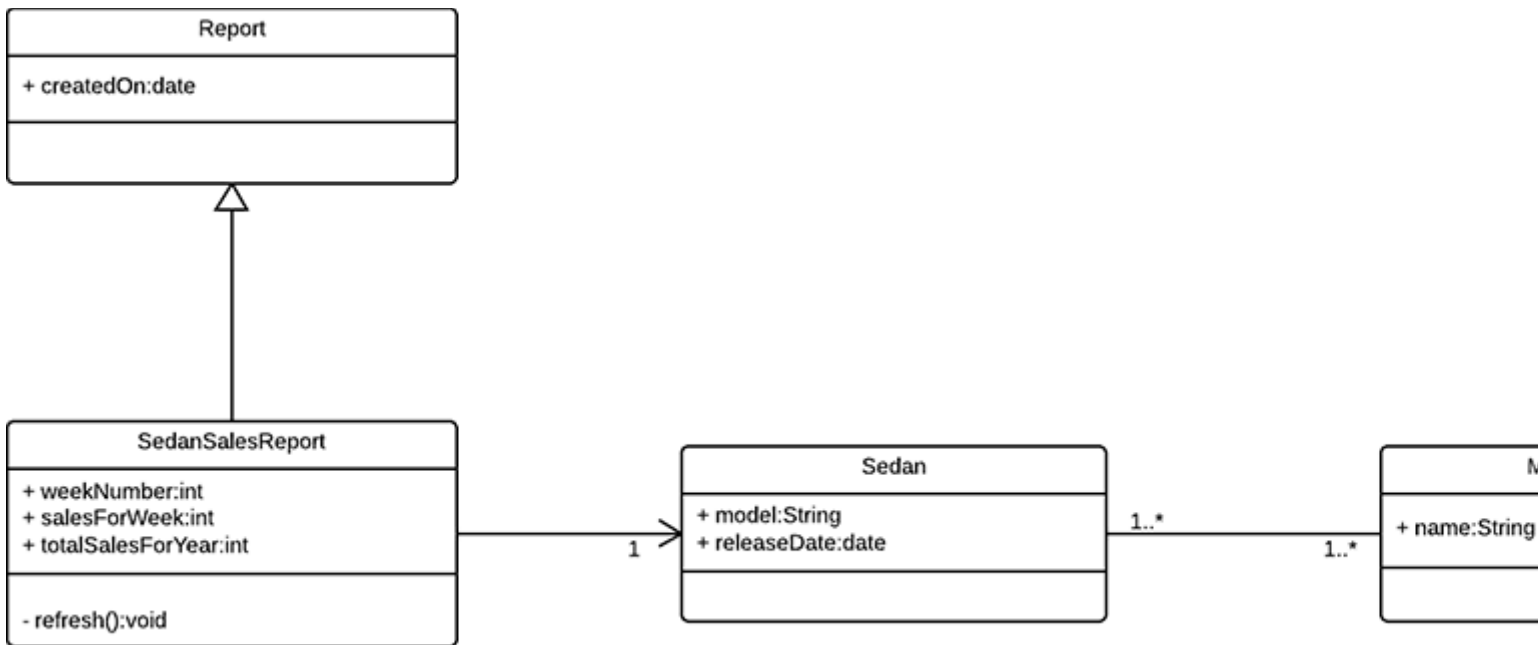 Report
+ createdOn:date
SedanSalesReport
+ weekNumber:int
+ salesForWeek:int
+ totalSalesForYear:int
- refresh():void
1
Sedan
+ model:String
+ releaseDate:date
1..*
1..*
+ name:String